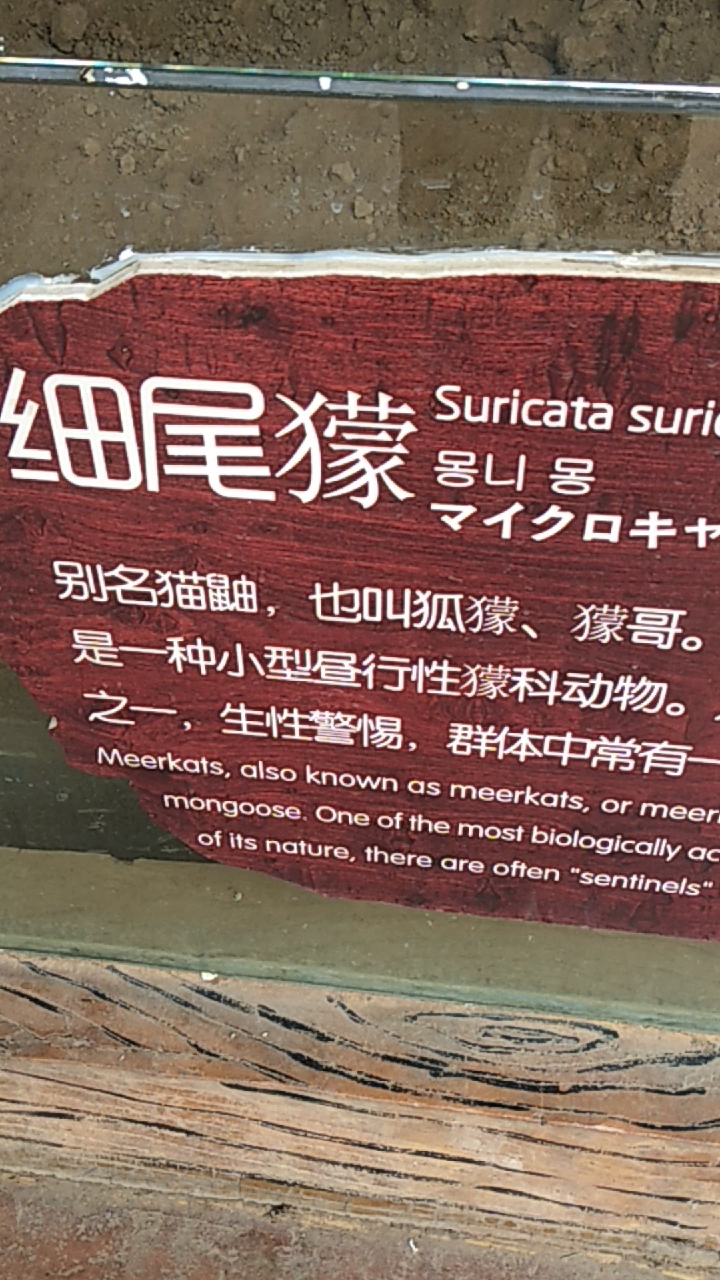 细尾獴
Suricata suric
몽니 몽
マイクロキャ
别名猫鼬，也叫狐獴、獴哥。
是一种小型昼行性獴科动物。
之一，生性警惕，群体中常有一
Meerkats, also known as meerkats, or meer
mongoose. One of the most biologically ac
of its nature, there are often "sentinels"